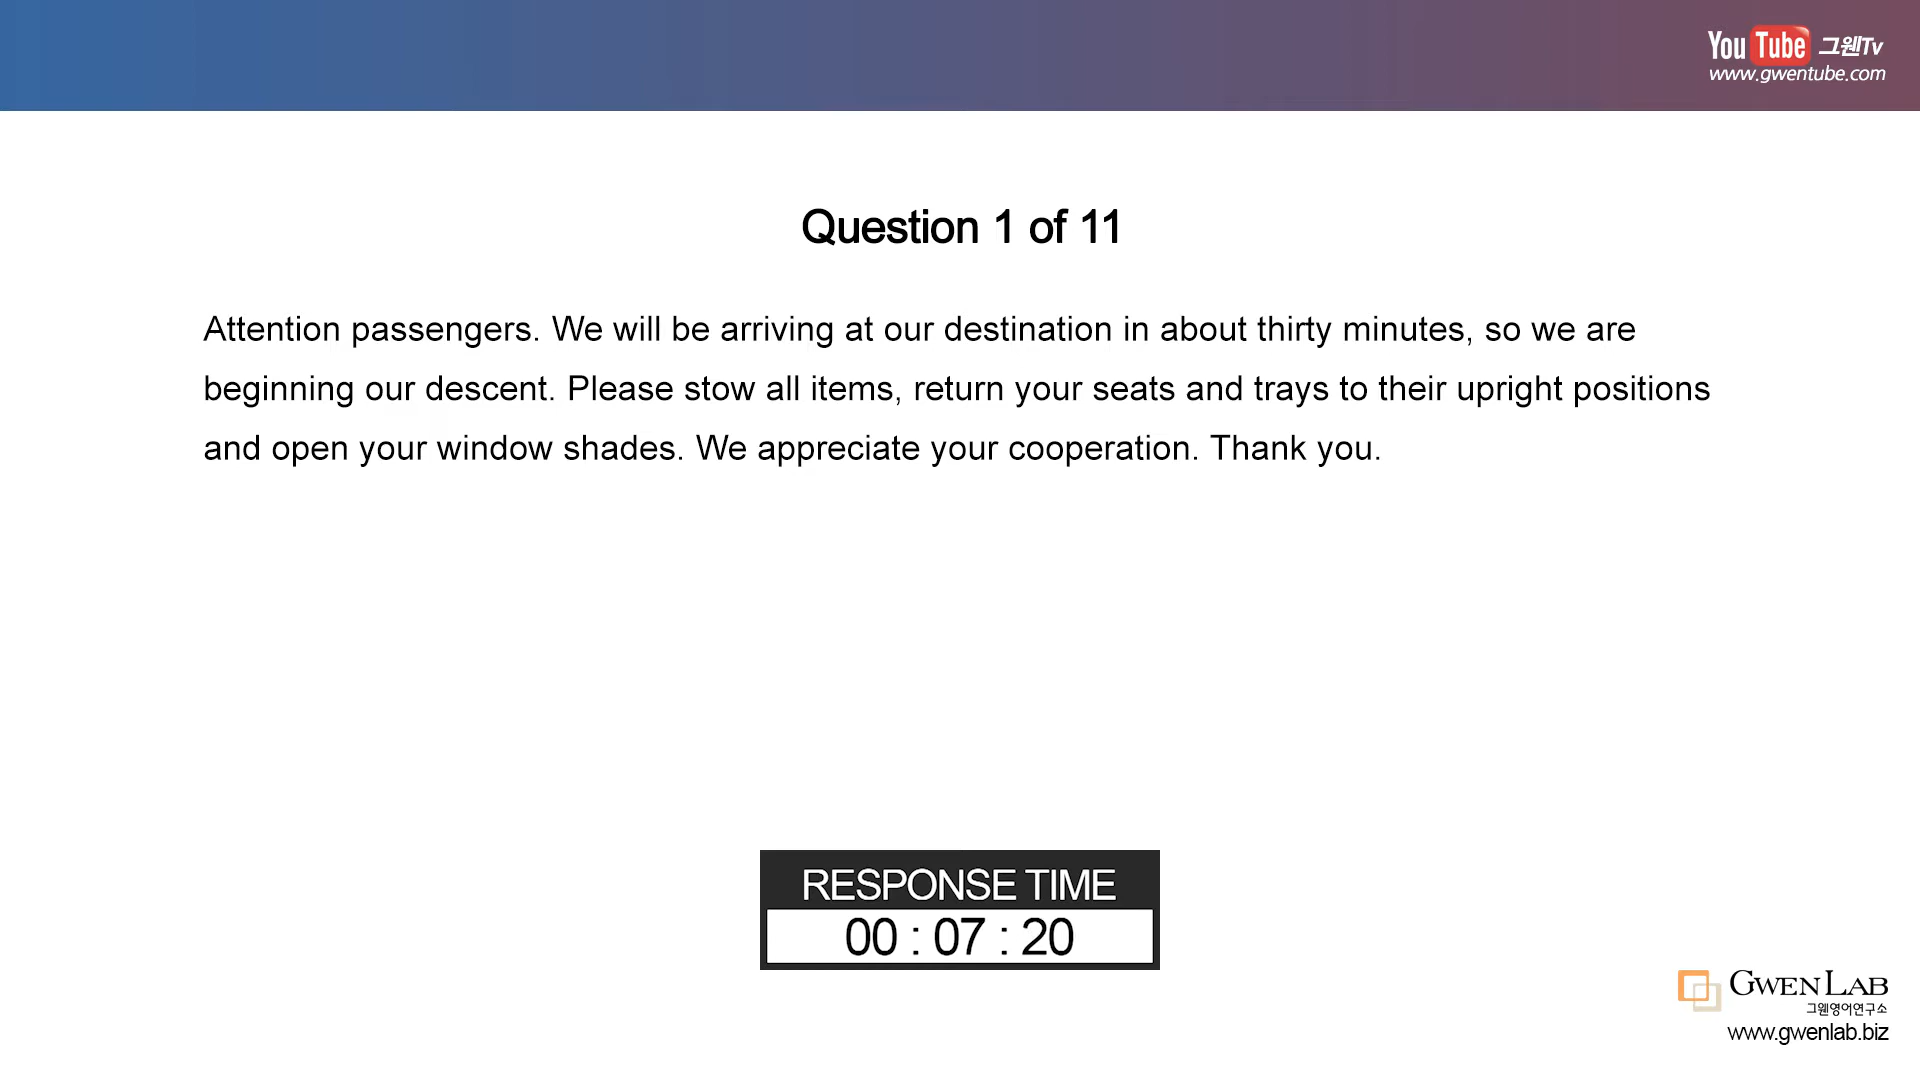 You Tube 그웬Tv
www.gwentube.com
Question 1 of 11
Attention passengers. We will be arriving at our destination in about thirty minutes, so we are
beginning our descent. Please stow all items, return your seats and trays to their upright positions
and open your window shades. We appreciate your cooperation. Thank you.
RESPONSE TIME
00 : 07 : 20
GWEN LAB
그웬영어연구소
www.gwenlab.biz